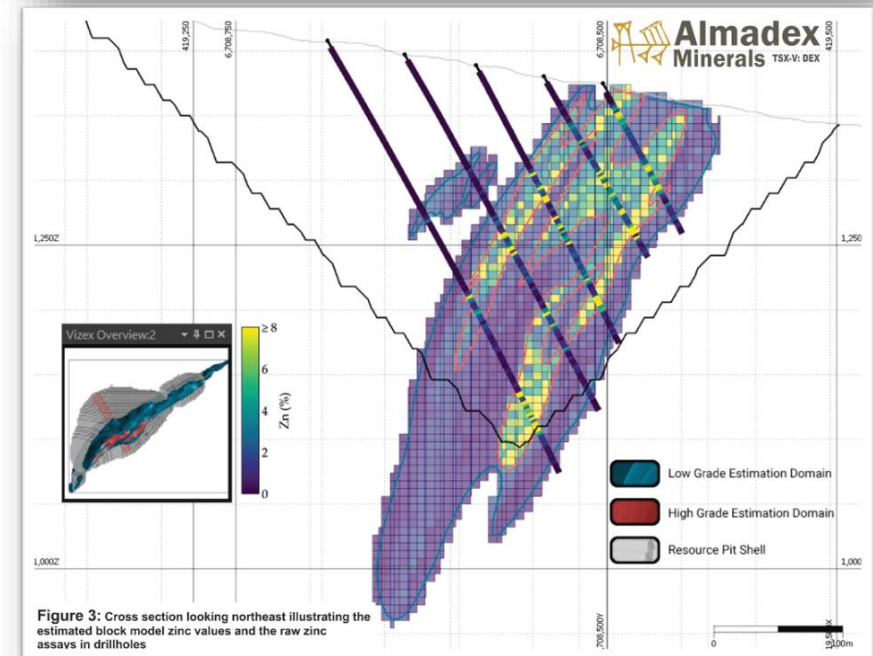 419,250
6,708,750
6,708,500
419,500
Almadex
Minerals TSX-V: DEX
1,250Z
1,250
Vizex Overview:2
≥ 8
6
4
2
0
Zn (%)
Low Grade Estimation Domain
High Grade Estimation Domain
Resource Pit Shell
1,000Z
1,000
Figure 3: Cross section looking northeast illustrating the
estimated block model zinc values and the raw zinc
assays in drillholes
708,500Y
0
100m